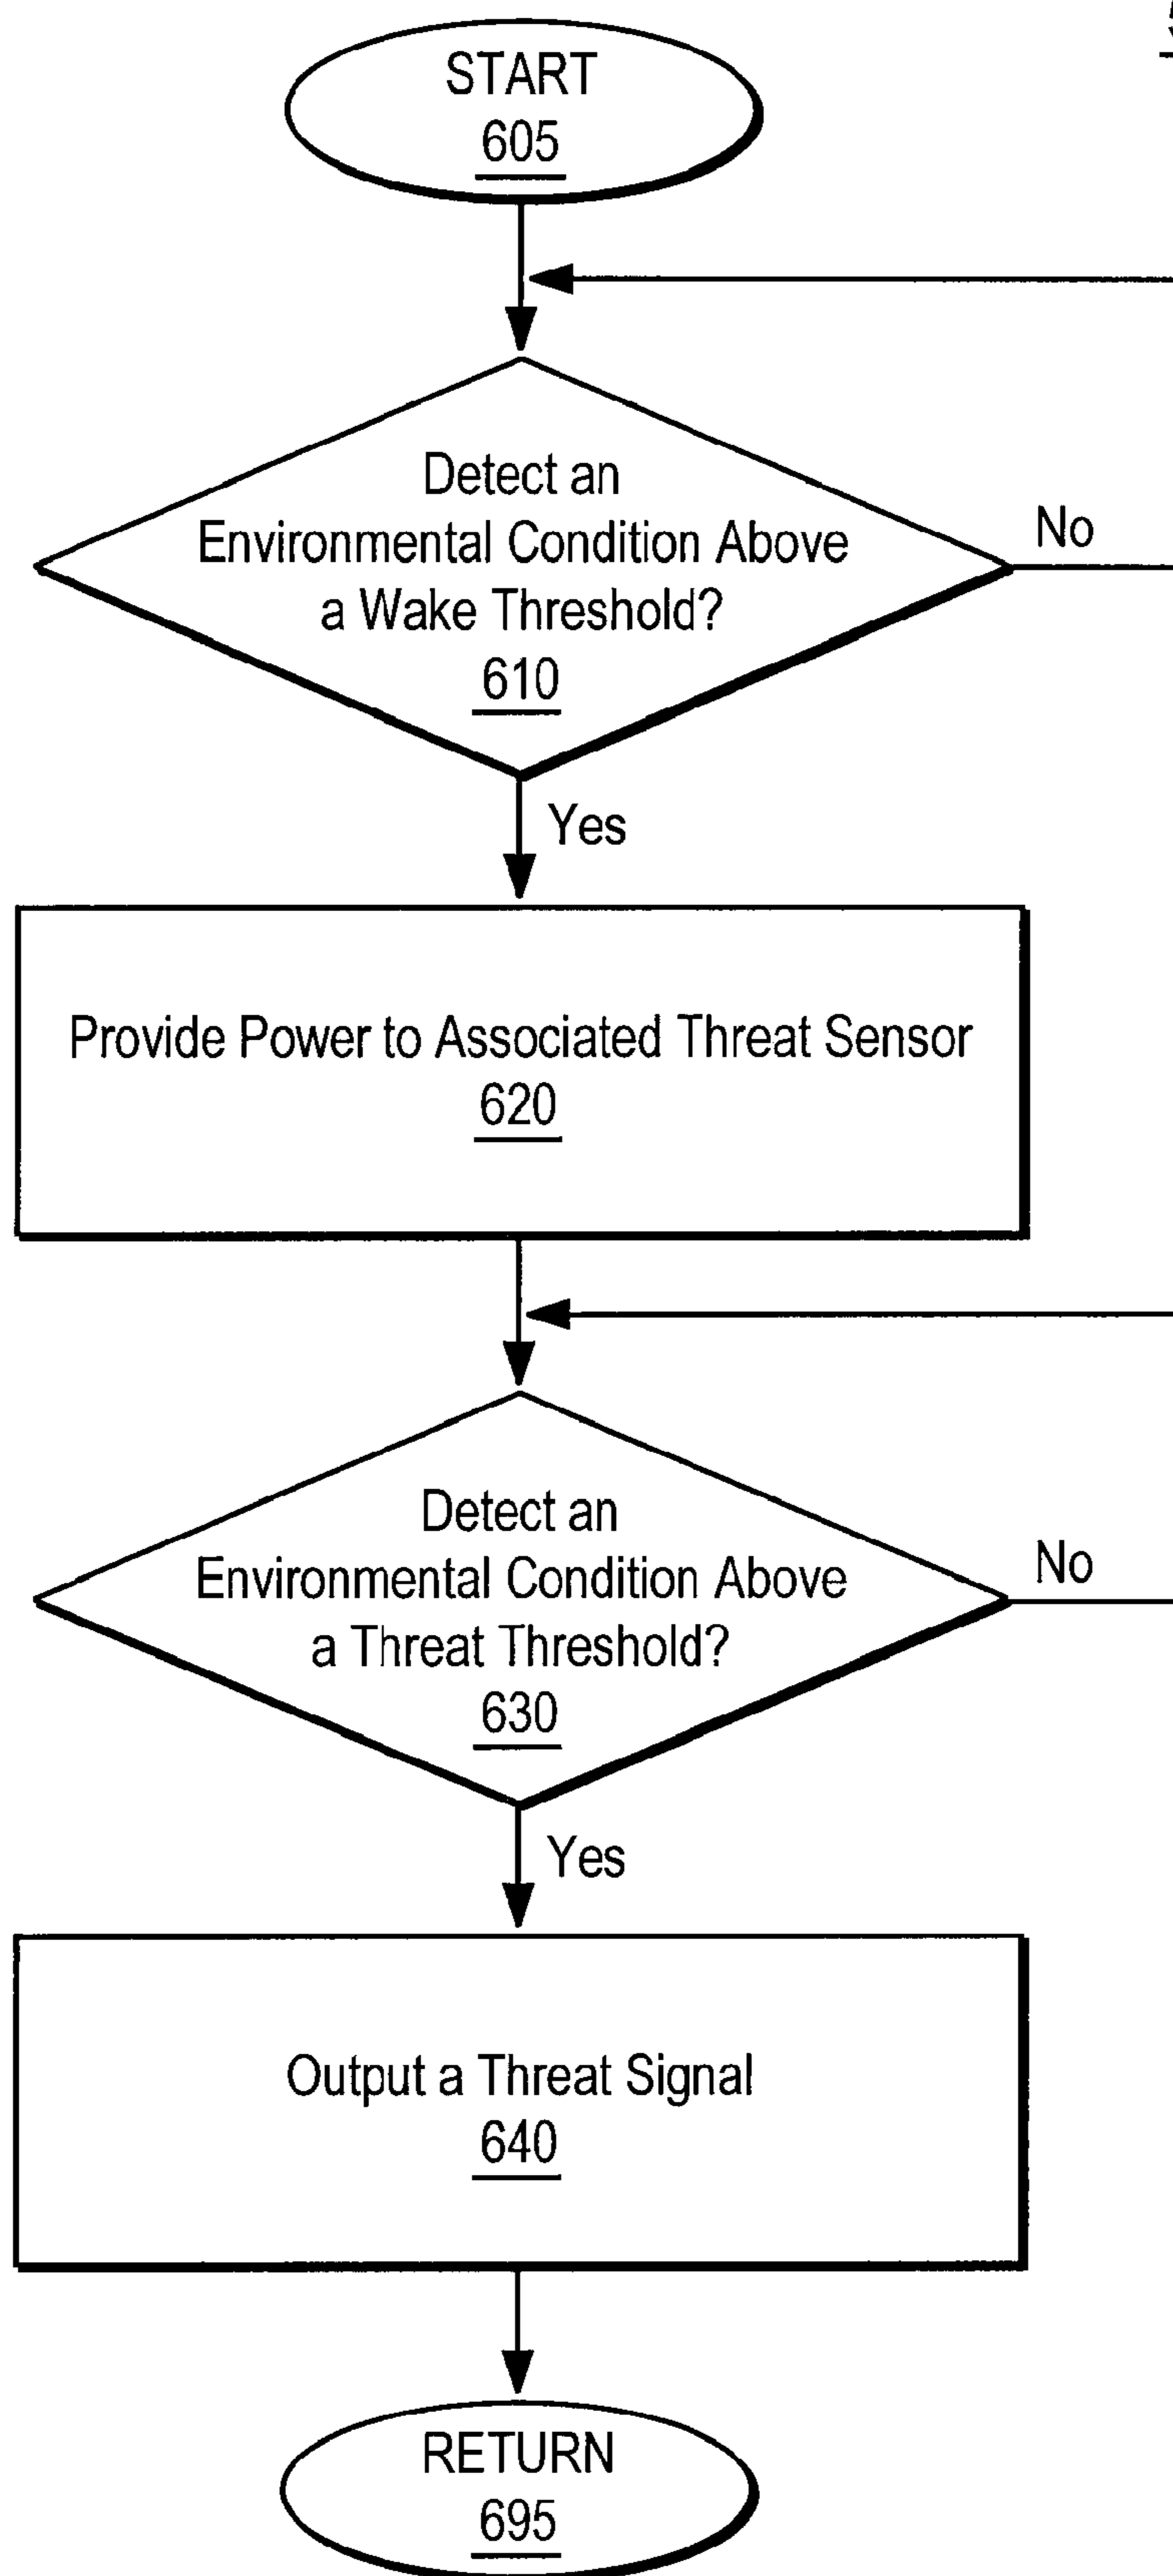 START
605
Detect an
Environmental Condition Above
a Wake Threshold?
610
No
Yes
Provide Power to Associated Threat Sensor
620
Detect an
Environmental Condition Above
a Threat Threshold?
630
No
Yes
Output a Threat Signal
640
RETURN
695